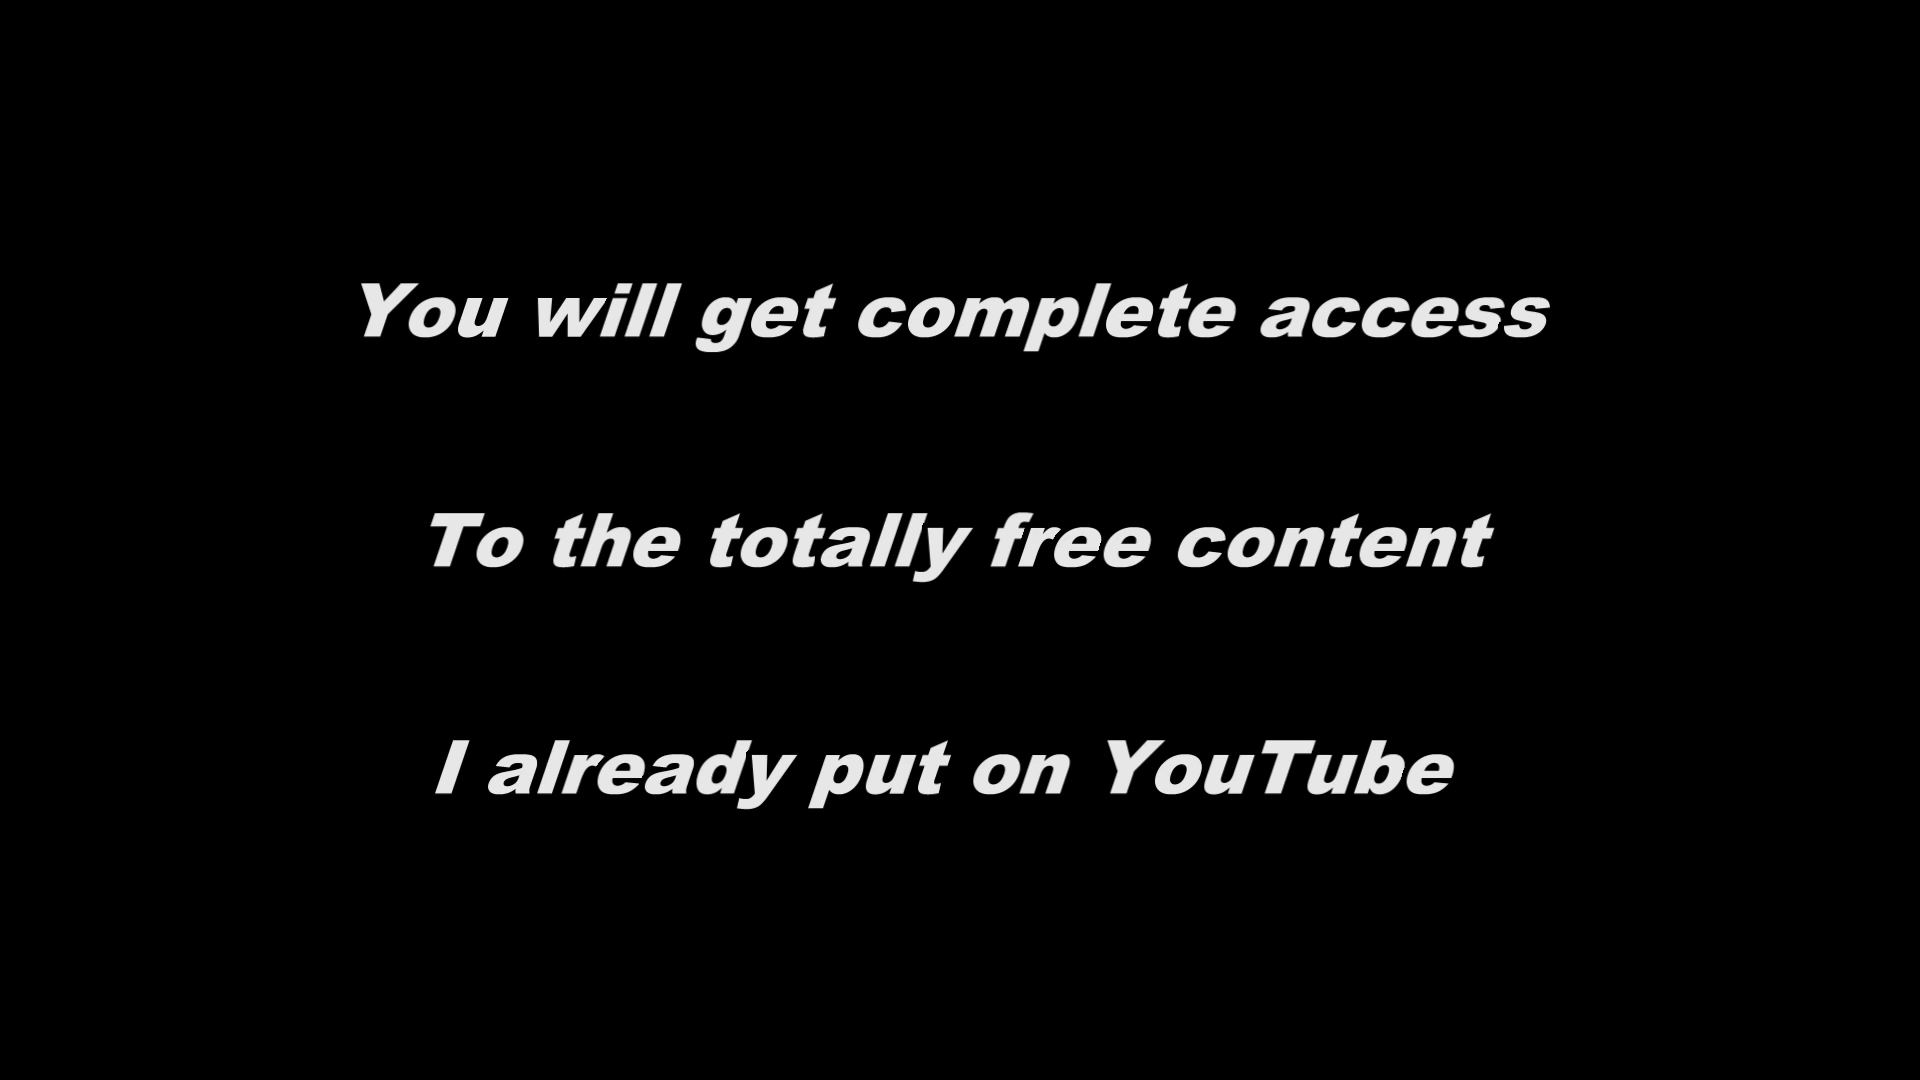 You will get complete access
To the totally free content
I already put on YouTube